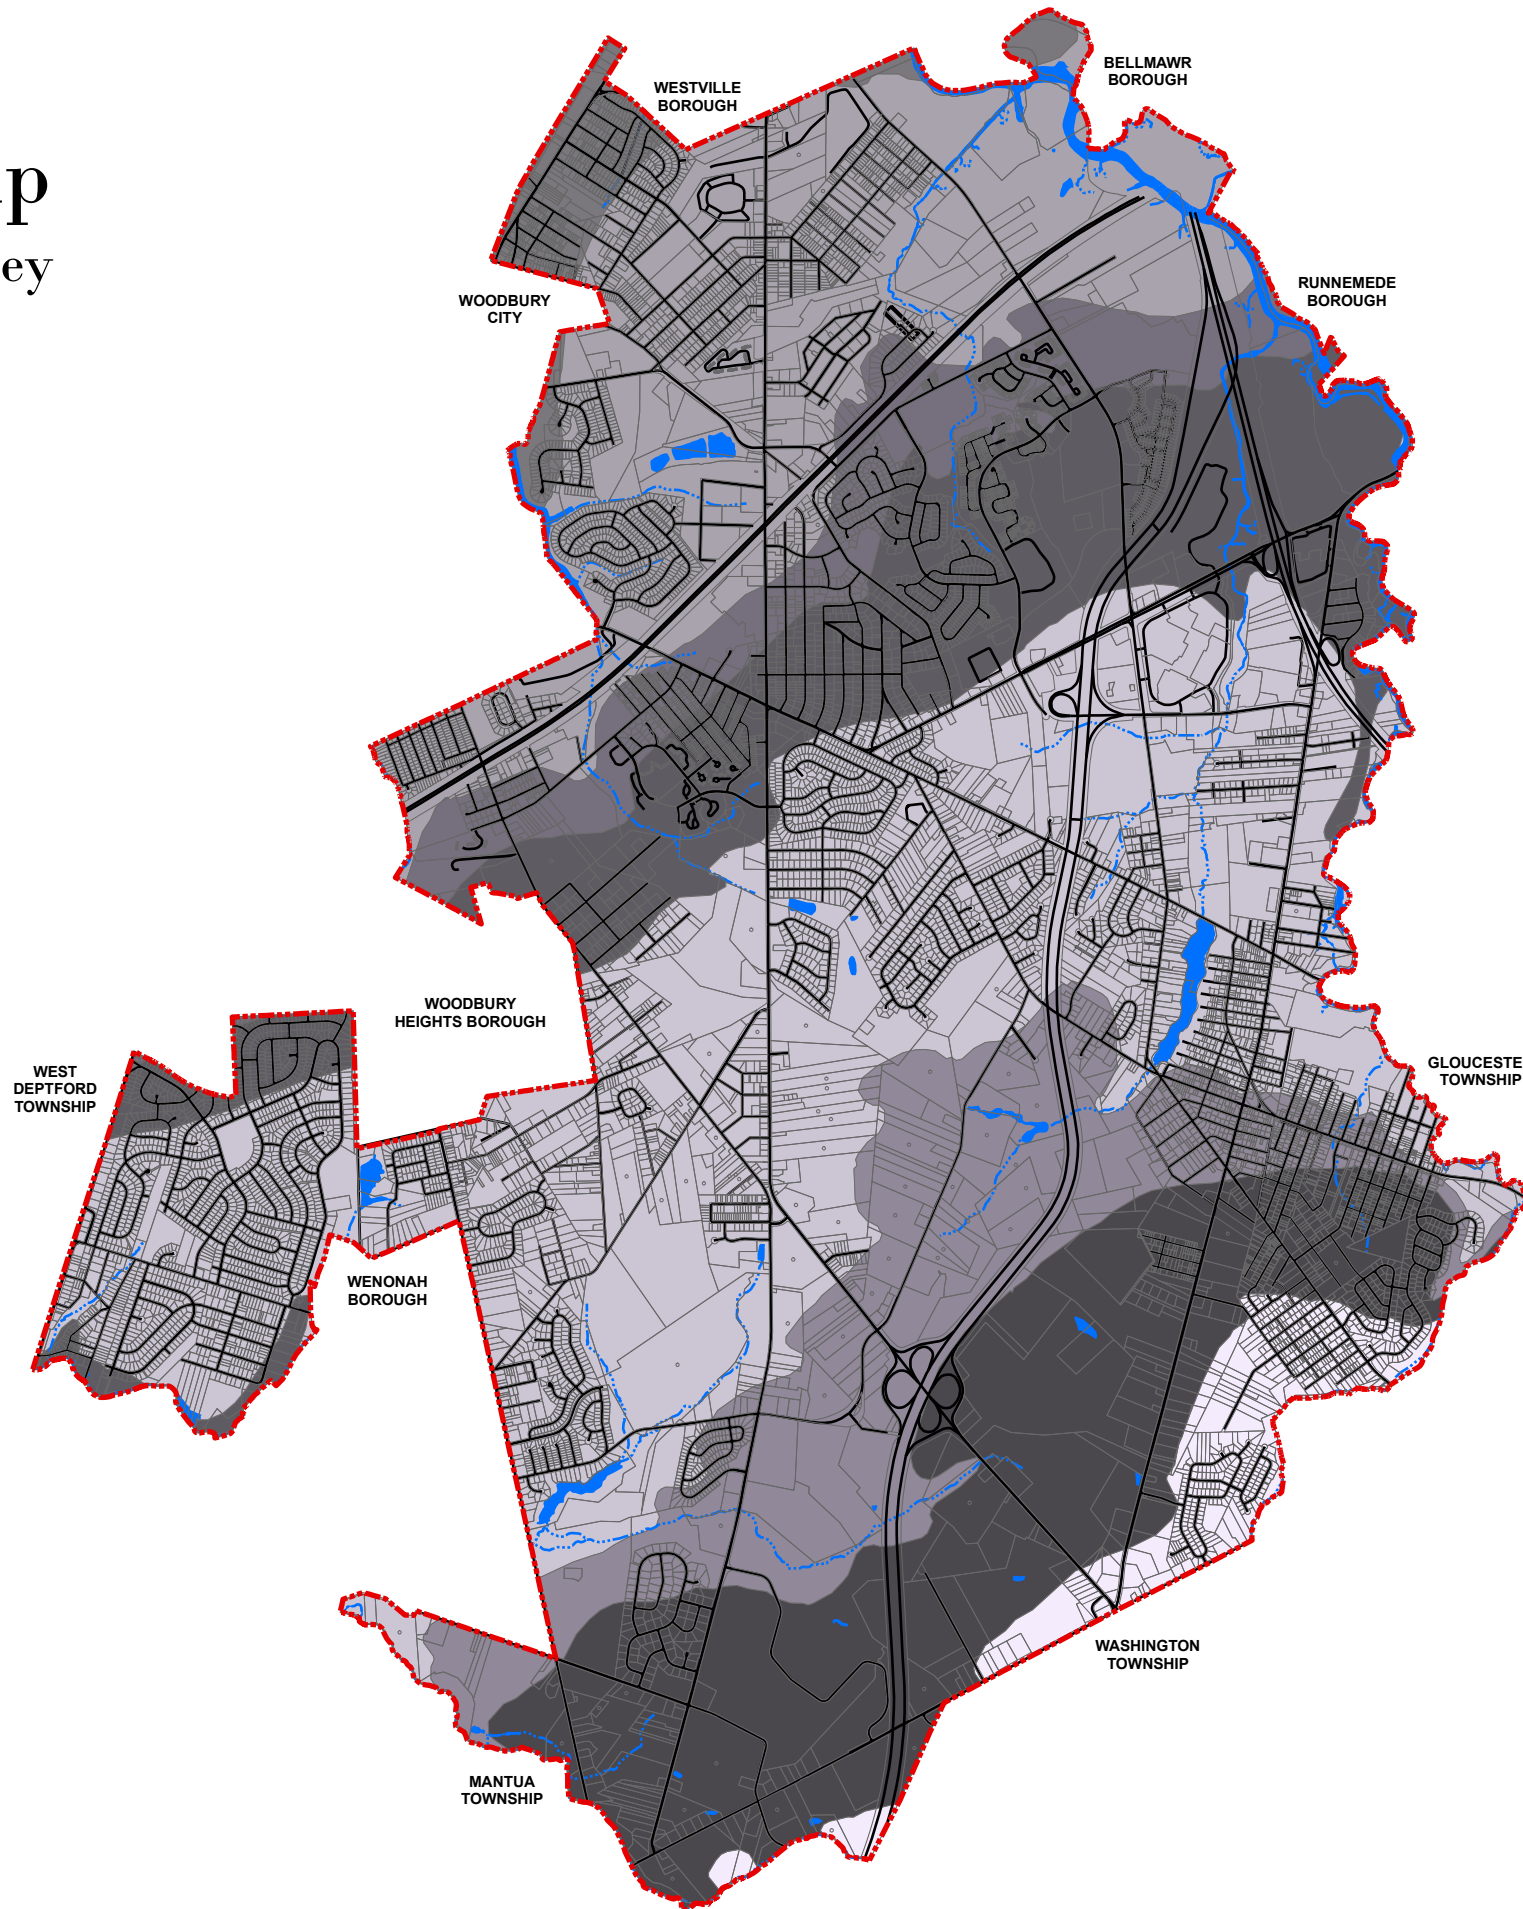 BELLMAWR
BOROUGH
WESTVILLE
BOROUGH
ey
WOODBURY
CITY
RUNNEMEDE
BOROUGH
WOODBURY
HEIGHTS BOROUGH
WEST
DEPTFORD
TOWNSHIP
GLOUCESTE
TOWNSHIP
WENONAH
BOROUGH
WASHINGTON
TOWNSHIP
MANTUA
TOWNSHIP